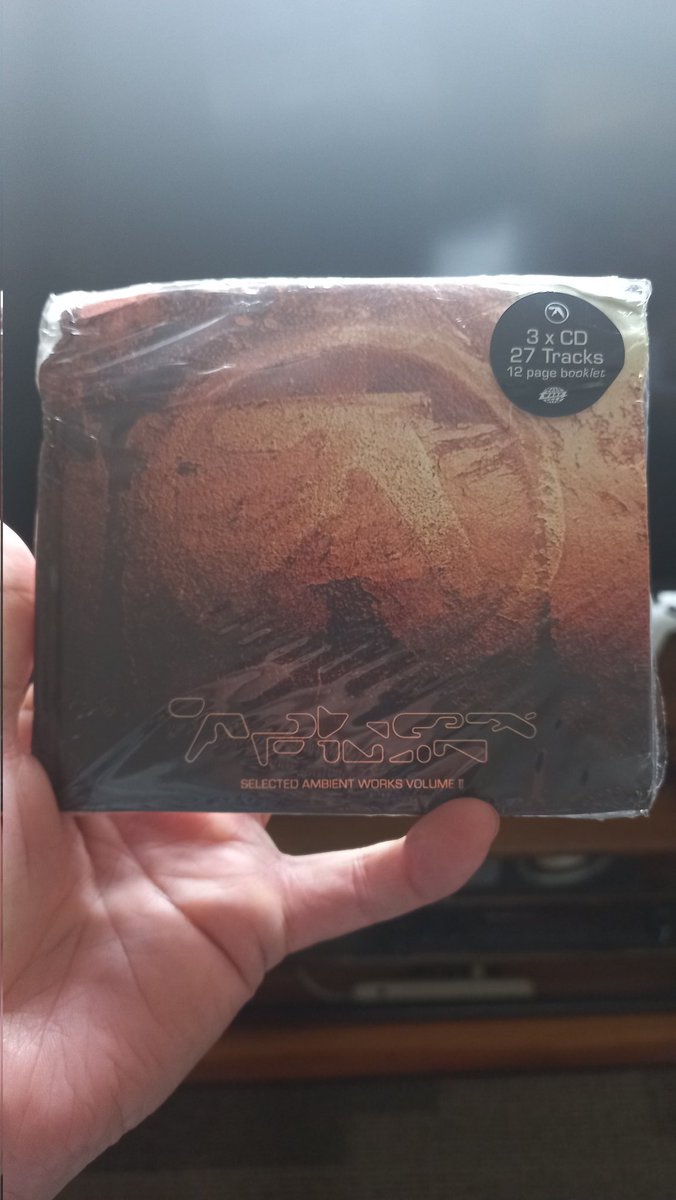 3 x CD
27 Tracks
12 page booklet
aphex twin
SELECTED AMBIENT WORKS VOLUME II